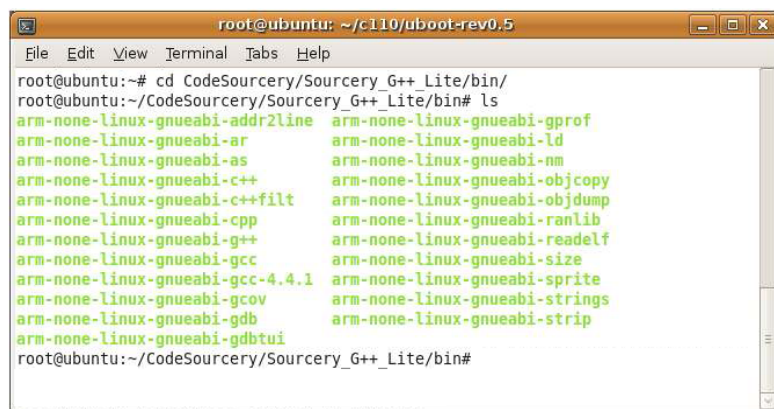 root@ubuntu: ~/c110/uboot-rev0.5
File Edit View Terminal Tabs Help
root@ubuntu:~# cd CodeSourcery/Sourcery_G++_Lite/bin/
root@ubuntu:~/CodeSourcery/Sourcery_G++_Lite/bin# ls
arm-none-linux-gnueabi-addr2line arm-none-linux-gnueabi-gprof
arm-none-linux-gnueabi-ar arm-none-linux-gnueabi-ld
arm-none-linux-gnueabi-as arm-none-linux-gnueabi-nm
arm-none-linux-gnueabi-c++ arm-none-linux-gnueabi-objcopy
arm-none-linux-gnueabi-c++filt arm-none-linux-gnueabi-objdump
arm-none-linux-gnueabi-cpp arm-none-linux-gnueabi-ranlib
arm-none-linux-gnueabi-g++ arm-none-linux-gnueabi-readelf
arm-none-linux-gnueabi-gcc arm-none-linux-gnueabi-size
arm-none-linux-gnueabi-gcc-4.4.1 arm-none-linux-gnueabi-sprite
arm-none-linux-gnueabi-gcov arm-none-linux-gnueabi-strings
arm-none-linux-gnueabi-gdb arm-none-linux-gnueabi-strip
arm-none-linux-gnueabi-gdbtui
root@ubuntu:~/CodeSourcery/Sourcery_G++_Lite/bin#